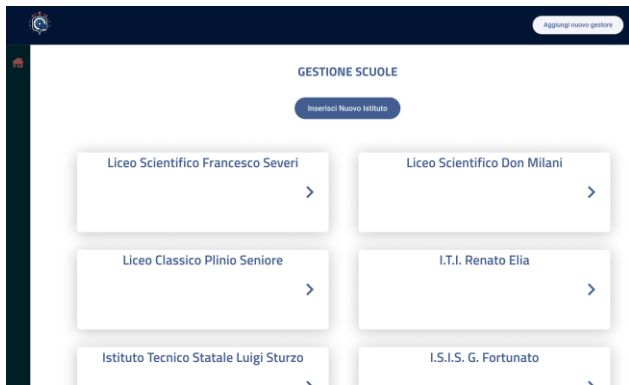 Aggiungi nuovo gestore
GESTIONE SCUOLE
Inserisci Nuovo Istituto
Liceo Scientifico Francesco Severi
Liceo Scientifico Don Milani
Liceo Classico Plinio Seniore
I.T.I. Renato Elia
Istituto Tecnico Statale Luigi Sturzo
I.S.I.S. G. Fortunato